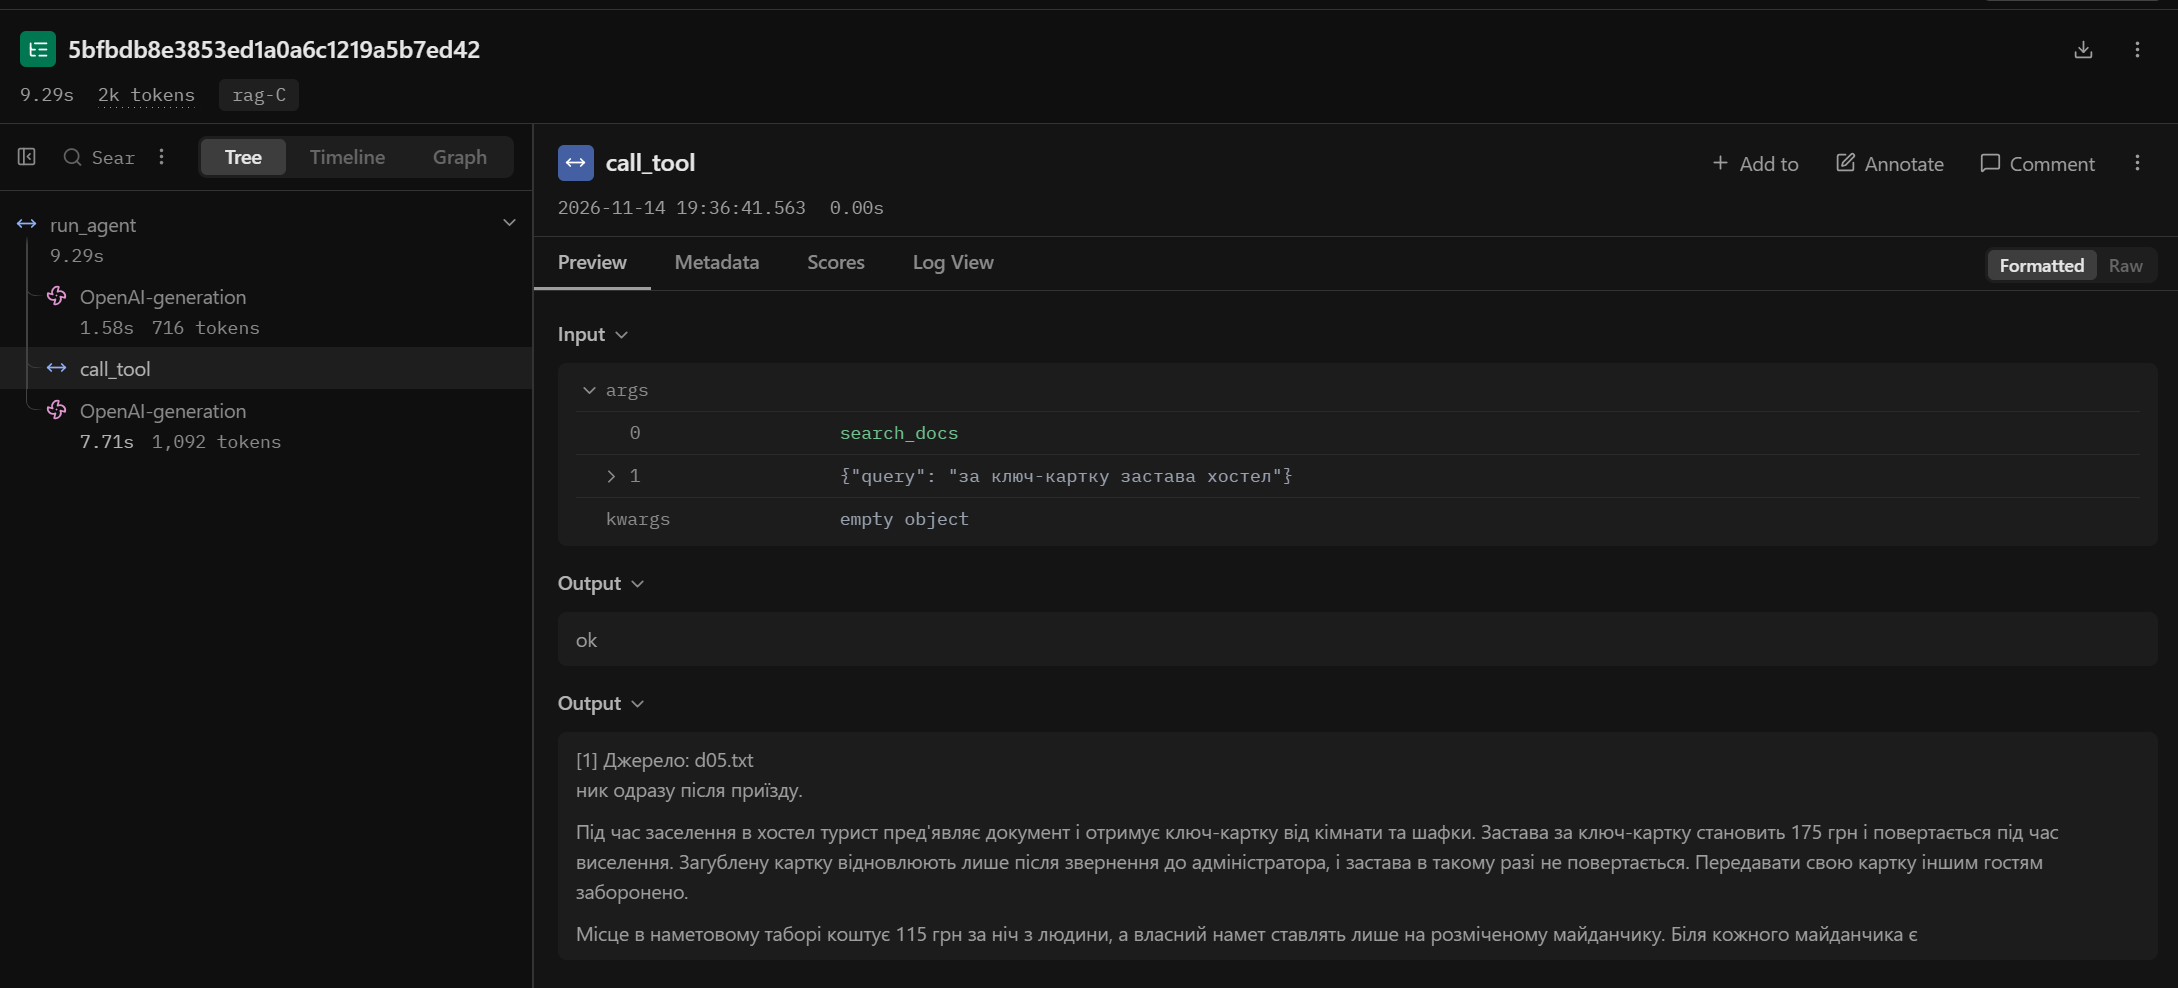 5bfbdb8e3853ed1a0a6c1219a5b7ed42
9.29s 2k tokens rag-C
Sear Tree Timeline Graph
run_agent
9.29s
OpenAI-generation
1.58s 716 tokens
call_tool
OpenAI-generation
7.71s 1,092 tokens
call_tool
Add to Annotate Comment
2026-11-14 19:36:41.563 0.00s
Preview Metadata Scores Log View Formatted Raw
Input
args
0 search_docs
1 {"query": "за ключ-картку застава хостел"}
kwargs empty object
Output
ok
Output
[1] Джерело: d05.txt
ник одразу після приїзду.
Під час заселення в хостел турист пред'являє документ і отримує ключ-картку від кімнати та шафки. Застава за ключ-картку становить 175 грн і повертається під час
виселення. Загублену картку відновлюють лише після звернення до адміністратора, і застава в такому разі не повертається. Передавати свою картку іншим гостям
заборонено.
Місце в наметовому таборі коштує 115 грн за ніч з людини, а власний намет ставлять лише на розміченому майданчику. Біля кожного майданчика є